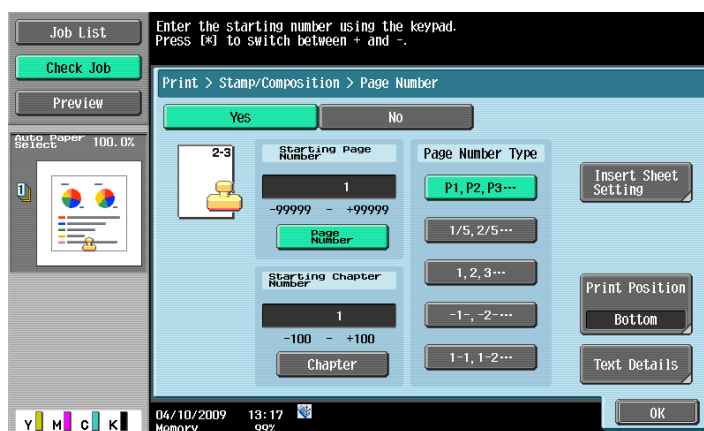 Job List
Check Job
Preview
Auto Paper
Select
100.0%
1
Enter the starting number using the keypad.
Press [*] to switch between + and -.
Print > Stamp/Composition > Page Number
Yes
No
2-3
Starting Page
Number
1
-99999 - +99999
Page
Number
Starting Chapter
Number
1
-100 - +100
Chapter
Page Number Type
P1, P2, P3···
1/5, 2/5···
1, 2, 3···
-1-, -2-···
1-1, 1-2···
Insert Sheet
Setting
Print Position
Bottom
Text Details
OK
Y M C K
04/10/2009 13:17
Memory 99%